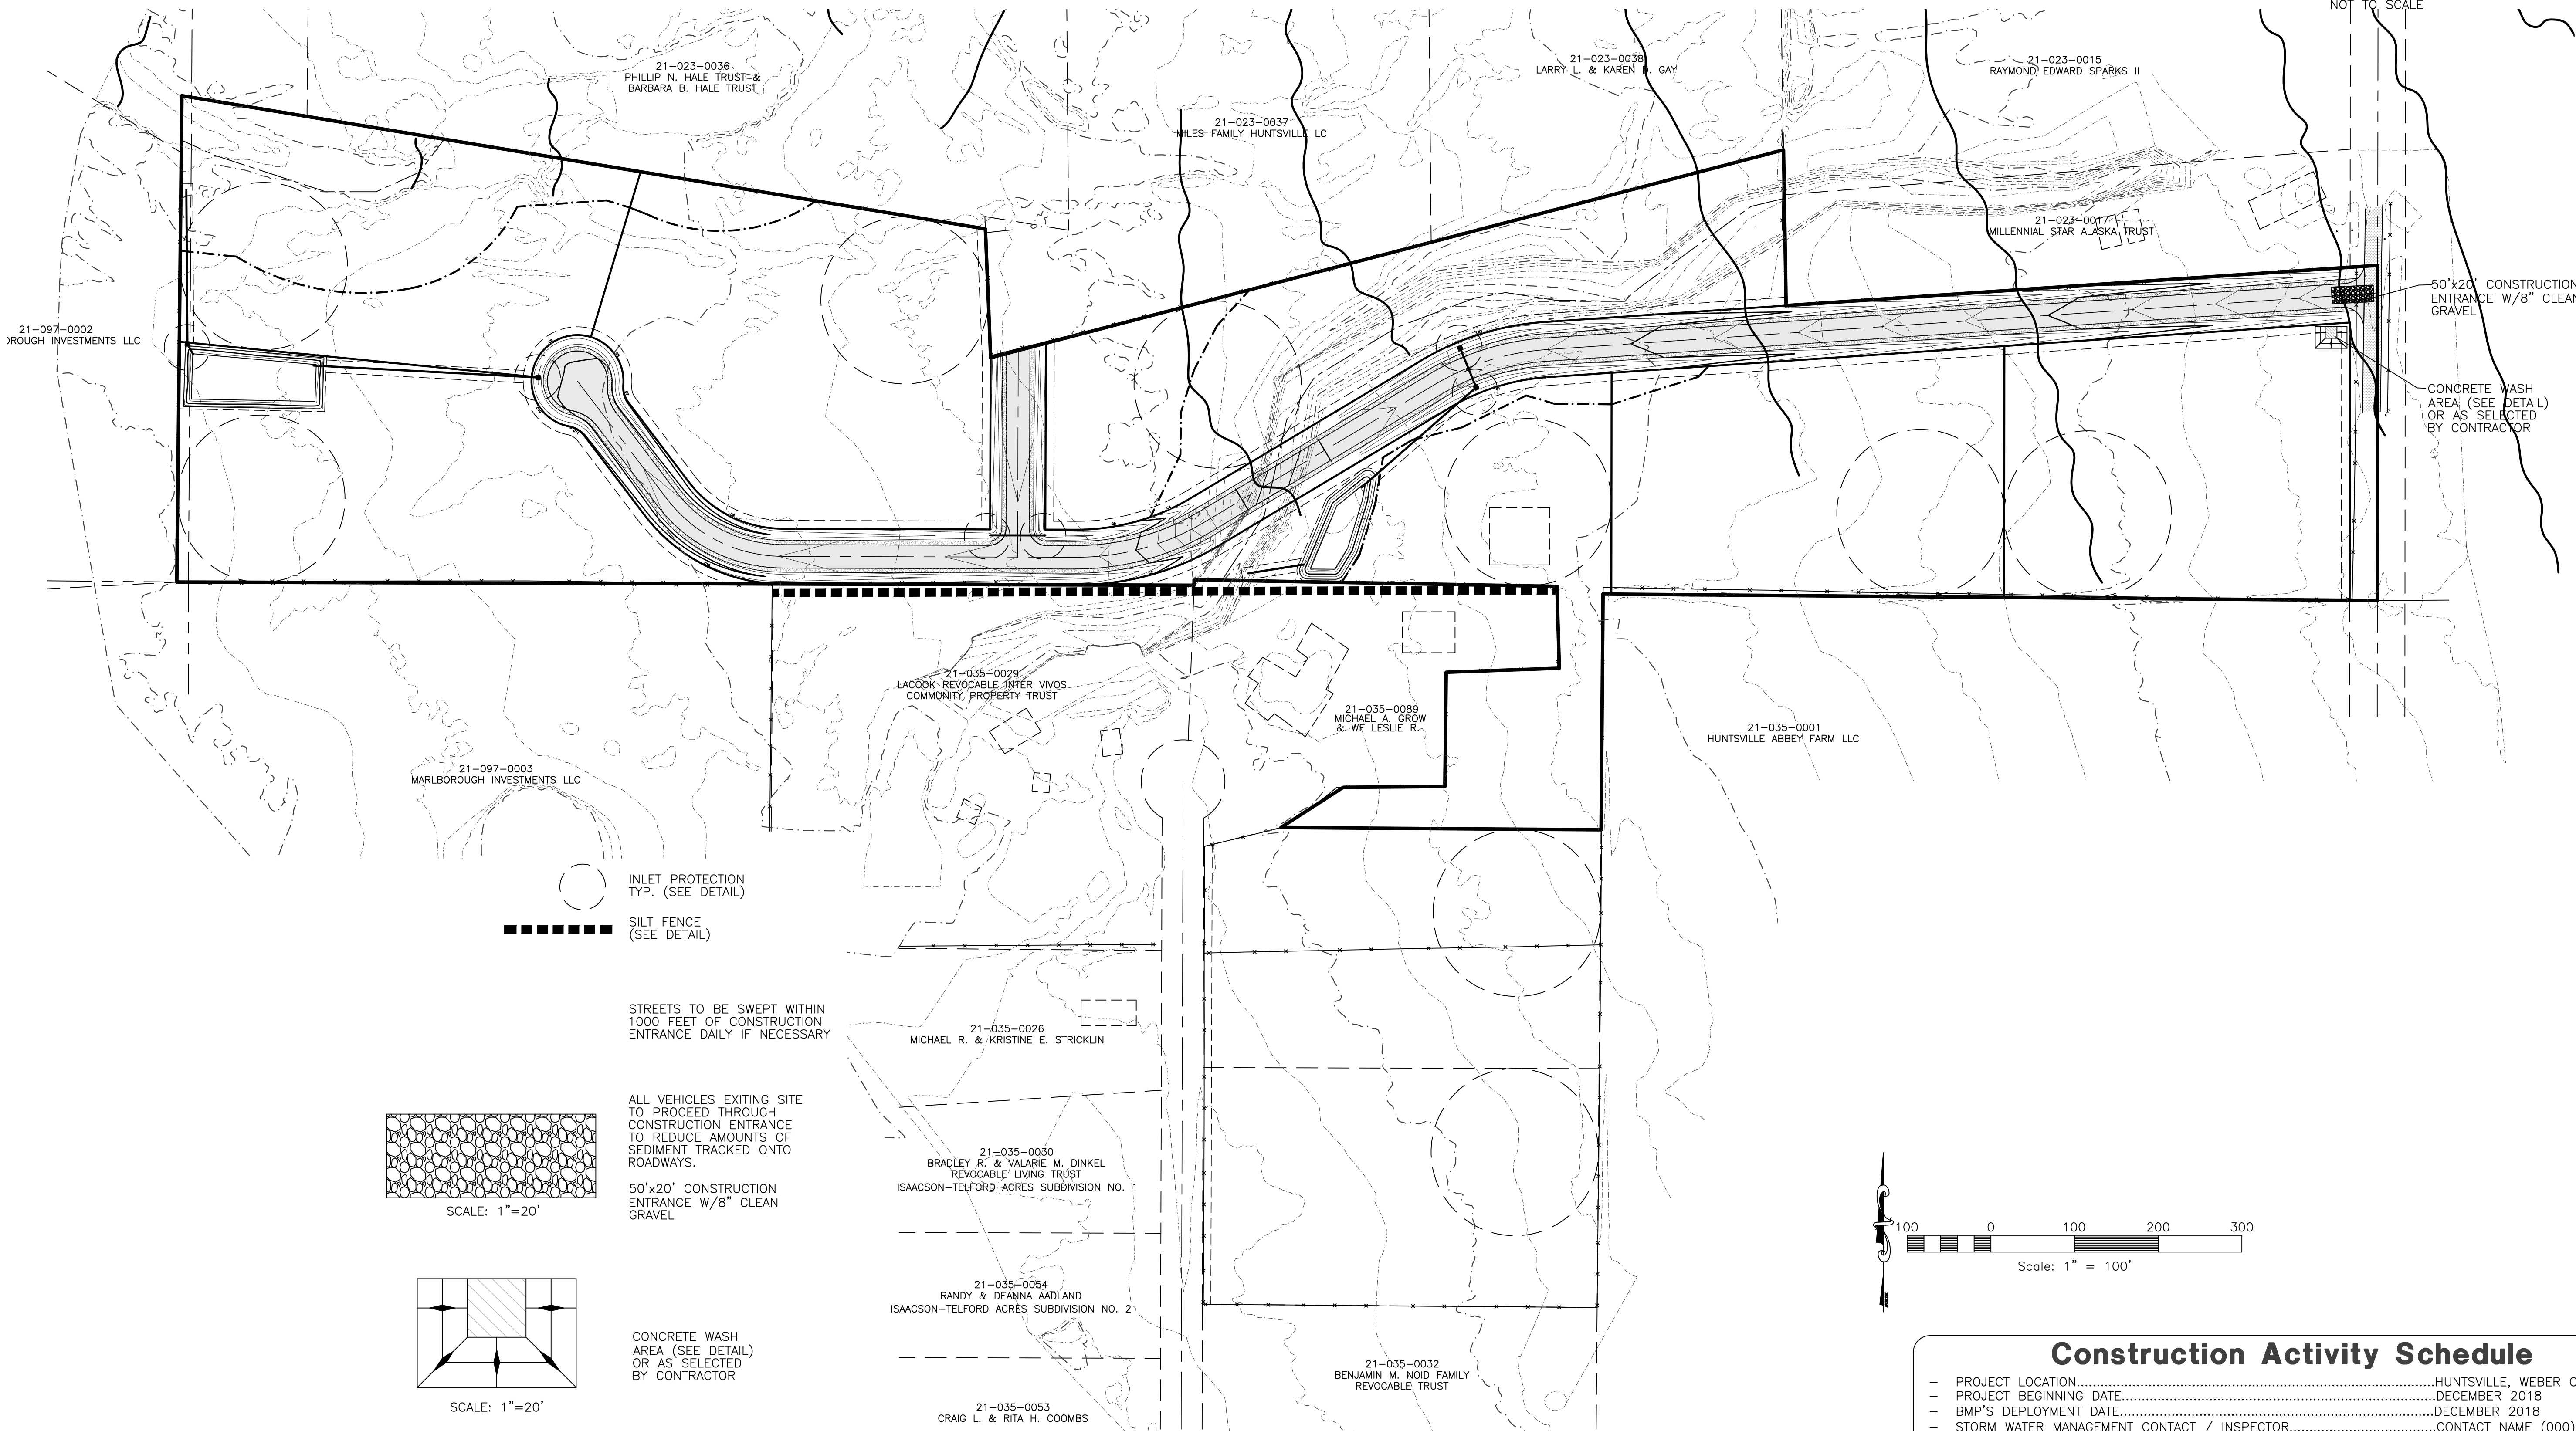 NOT TO SCALE
21-023-0036
PHILLIP N. HALE TRUST &
BARBARA B. HALE TRUST
21-023-0037
MILES FAMILY HUNTSVILLE LC
21-023-0038
LARRY L. & KAREN D. GAY
21-023-0015
RAYMOND EDWARD SPARKS II
21-023-0017
MILLENNIAL STAR ALASKA TRUST
50'x20' CONSTRUCTION
ENTRANCE W/8" CLEAN
GRAVEL
CONCRETE WASH
AREA (SEE DETAIL)
OR AS SELECTED
BY CONTRACTOR
21-097-0002
OROUGH INVESTMENTS LLC
21-035-0029
LACOOK REVOCABLE INTER VIVOS
COMMUNITY PROPERTY TRUST
21-035-0089
MICHAEL A. GROW
& WF LESLIE R.
21-035-0001
HUNTSVILLE ABBEY FARM LLC
21-097-0003
MARLBOROUGH INVESTMENTS LLC
INLET PROTECTION
TYP. (SEE DETAIL)
SILT FENCE
(SEE DETAIL)
STREETS TO BE SWEPT WITHIN
1000 FEET OF CONSTRUCTION
ENTRANCE DAILY IF NECESSARY
ALL VEHICLES EXITING SITE
TO PROCEED THROUGH
CONSTRUCTION ENTRANCE
TO REDUCE AMOUNTS OF
SEDIMENT TRACKED ONTO
ROADWAYS.
50'x20' CONSTRUCTION
ENTRANCE W/8" CLEAN
GRAVEL
SCALE: 1"=20'
CONCRETE WASH
AREA (SEE DETAIL)
OR AS SELECTED
BY CONTRACTOR
SCALE: 1"=20'
21-035-0026
MICHAEL R. & KRISTINE E. STRICKLIN
21-035-0030
BRADLEY R. & VALARIE M. DINKEL
REVOCABLE LIVING TRUST
ISAACSON-TELFORD ACRES SUBDIVISION NO. 1
21-035-0054
RANDY & DEANNA AADLAND
ISAACSON-TELFORD ACRES SUBDIVISION NO. 2
21-035-0053
CRAIG L. & RITA H. COOMBS
21-035-0032
BENJAMIN M. NOID FAMILY
REVOCABLE TRUST
100 0 100 200 300
Scale: 1" = 100'
Construction Activity Schedule
- PROJECT LOCATION..........HUNTSVILLE, WEBER C
- PROJECT BEGINNING DATE..........DECEMBER 2018
- BMP'S DEPLOYMENT DATE..........DECEMBER 2018
- STORM WATER MANAGEMENT CONTACT / INSPECTOR..........CONTACT NAME (000)